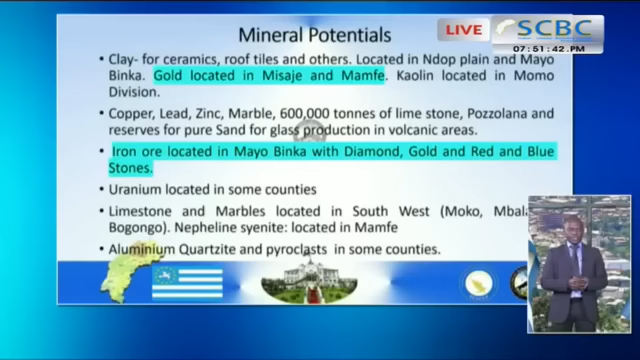 Mineral Potentials
LIVE
SCBC
07:51:42 PM
• Clay- for ceramics, roof tiles and others. Located in Ndop plain and Mayo
Binka. Gold located in Misaje and Mamfe. Kaolin located in Momo
Division.
• Copper, Lead, Zinc, Marble, 600,000 tonnes of lime stone, Pozzolana and
reserves for pure Sand for glass production in volcanic areas.
• Iron ore located in Mayo Binka with Diamond, Gold and Red and Blue
Stones.
• Uranium located in some counties
• Limestone and Marbles located in South West (Moko, Mbala
Bogongo). Nepheline syenite: located in Mamfe
• Aluminium Quartzite and pyroclasts in some counties.